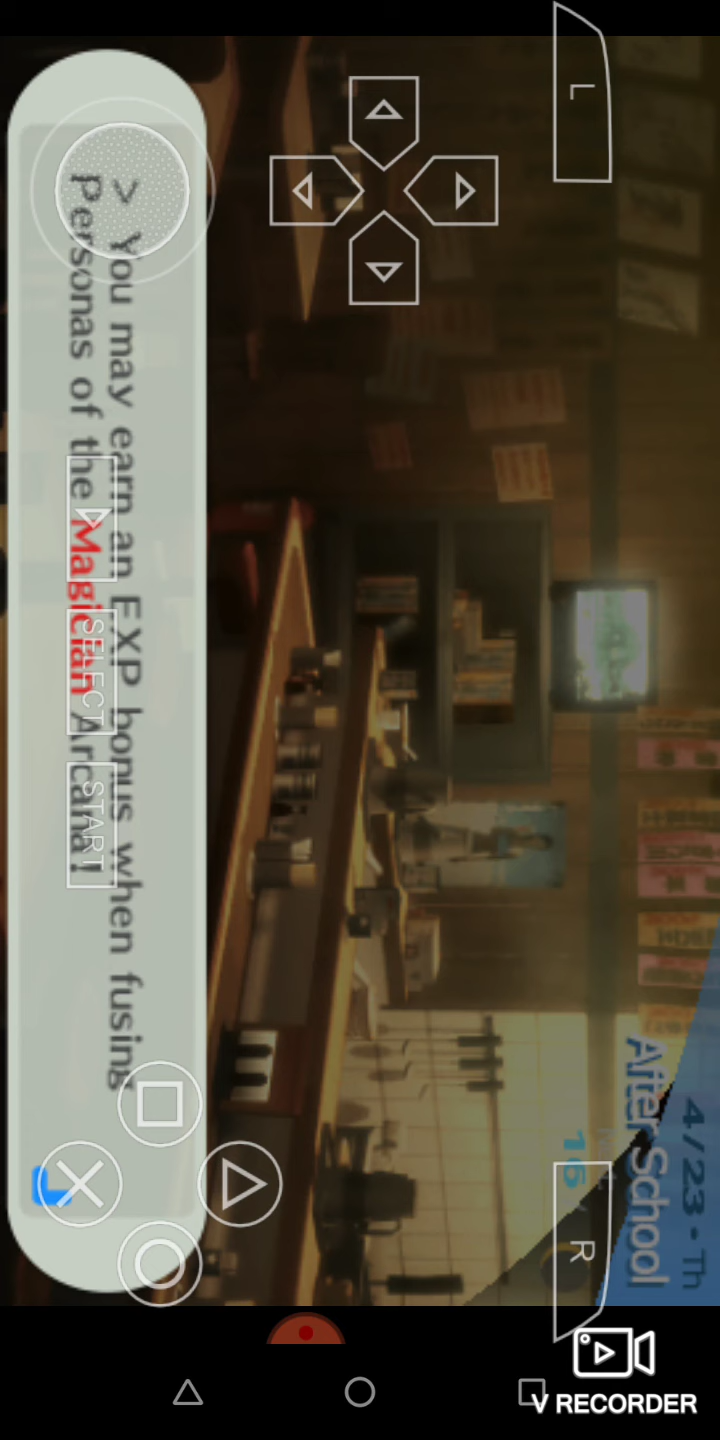 4/23 • Th
After School
16
> You may earn an EXP bonus when fusing
Personas of the Magician Arcana!
L
R
SELECT
START
V RECORDER